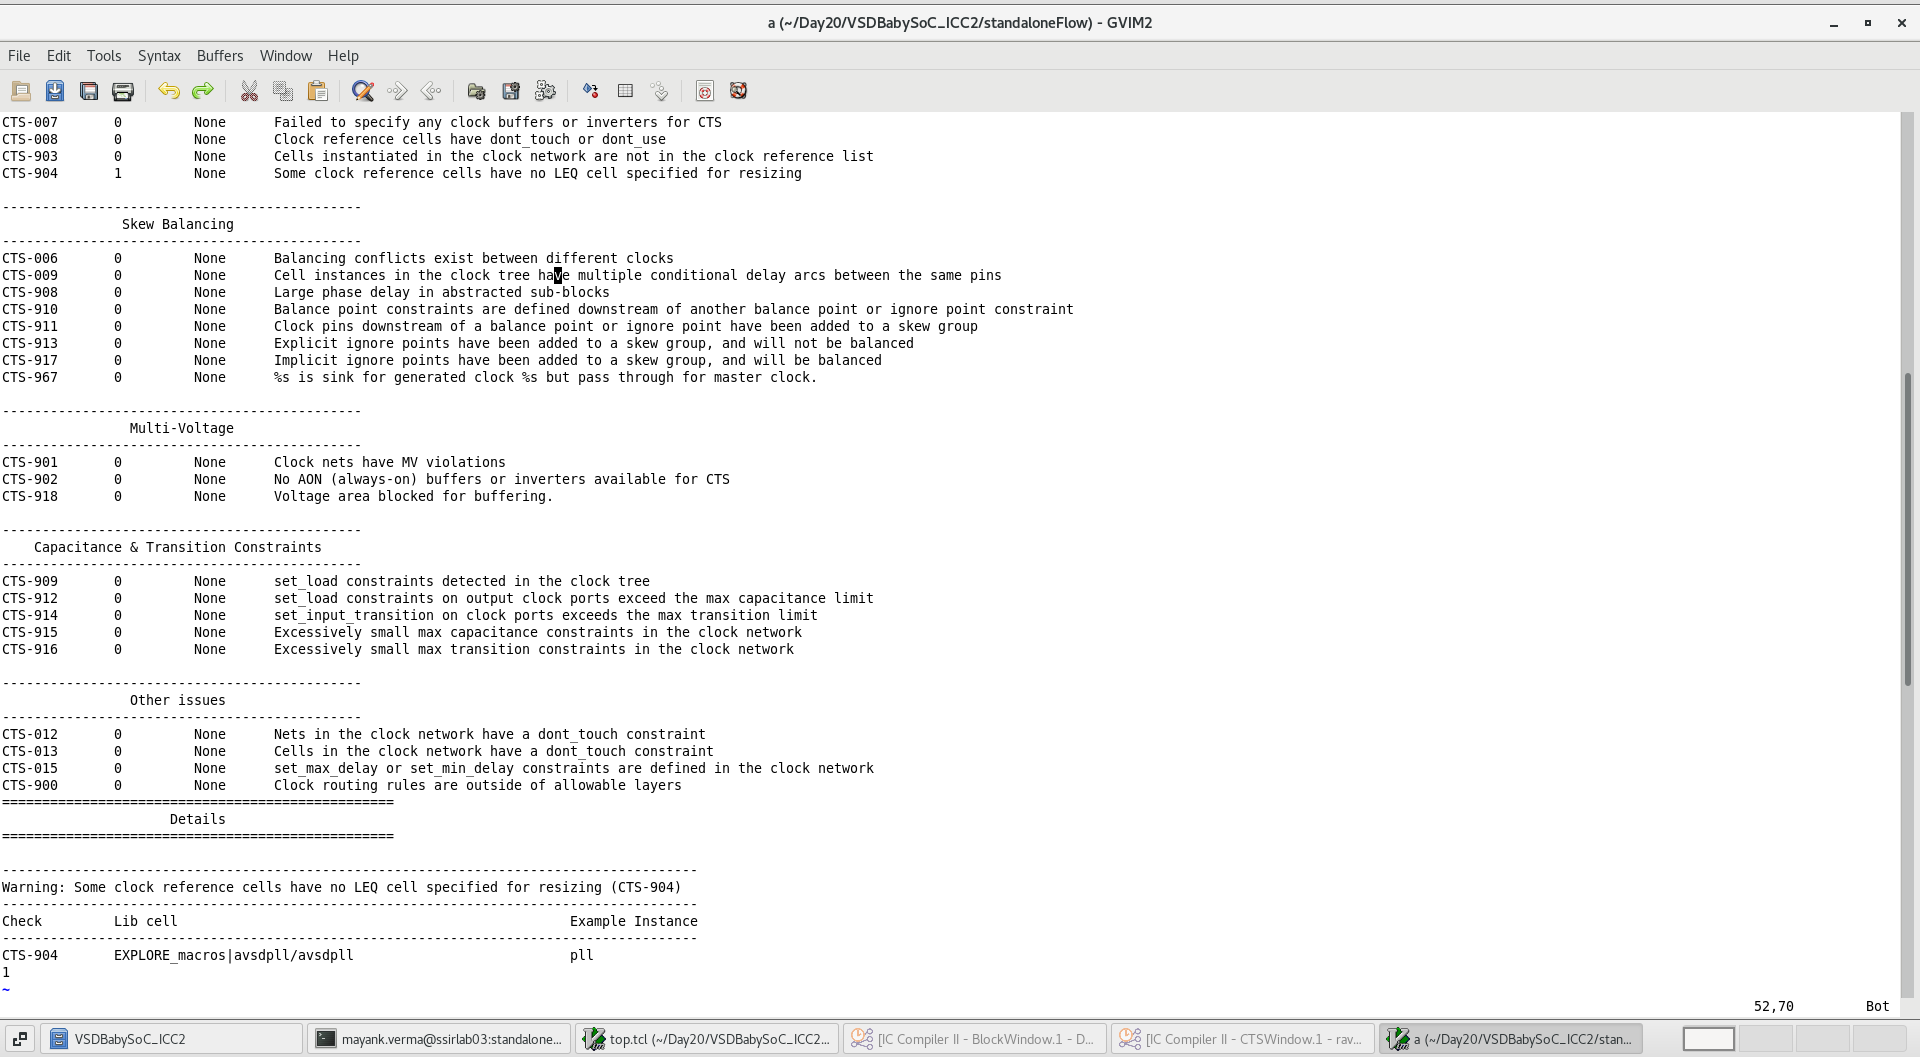 a (~/Day20/VSDBabySoC_ICC2/standaloneFlow) - GVIM2
File Edit Tools Syntax Buffers Window Help
CTS-007 0 None Failed to specify any clock buffers or inverters for CTS
CTS-008 0 None Clock reference cells have dont_touch or dont_use
CTS-903 0 None Cells instantiated in the clock network are not in the clock reference list
CTS-904 1 None Some clock reference cells have no LEQ cell specified for resizing
---------------------------------------------
Skew Balancing
---------------------------------------------
CTS-006 0 None Balancing conflicts exist between different clocks
CTS-009 0 None Cell instances in the clock tree have multiple conditional delay arcs between the same pins
CTS-908 0 None Large phase delay in abstracted sub-blocks
CTS-910 0 None Balance point constraints are defined downstream of another balance point or ignore point constraint
CTS-911 0 None Clock pins downstream of a balance point or ignore point have been added to a skew group
CTS-913 0 None Explicit ignore points have been added to a skew group, and will not be balanced
CTS-917 0 None Implicit ignore points have been added to a skew group, and will be balanced
CTS-967 0 None %s is sink for generated clock %s but pass through for master clock.
---------------------------------------------
Multi-Voltage
---------------------------------------------
CTS-901 0 None Clock nets have MV violations
CTS-902 0 None No AON (always-on) buffers or inverters available for CTS
CTS-918 0 None Voltage area blocked for buffering.
---------------------------------------------
Capacitance & Transition Constraints
---------------------------------------------
CTS-909 0 None set_load constraints detected in the clock tree
CTS-912 0 None set_load constraints on output clock ports exceed the max capacitance limit
CTS-914 0 None set_input_transition on clock ports exceeds the max transition limit
CTS-915 0 None Excessively small max capacitance constraints in the clock network
CTS-916 0 None Excessively small max transition constraints in the clock network
---------------------------------------------
Other issues
---------------------------------------------
CTS-012 0 None Nets in the clock network have a dont_touch constraint
CTS-013 0 None Cells in the clock network have a dont_touch constraint
CTS-015 0 None set_max_delay or set_min_delay constraints are defined in the clock network
CTS-900 0 None Clock routing rules are outside of allowable layers
=================================================
Details
=================================================
---------------------------------------------------------------------------------------
Warning: Some clock reference cells have no LEQ cell specified for resizing (CTS-904)
---------------------------------------------------------------------------------------
Check Lib cell Example Instance
---------------------------------------------------------------------------------------
CTS-904 EXPLORE_macros|avsdpll/avsdpll pll
1
~
52,70 Bot
VSDBabySoC_ICC2 mayank.verma@ssirlab03:standalone... top.tcl (~/Day20/VSDBabySoC_ICC2... [IC Compiler II - BlockWindow.1 - D... [IC Compiler II - CTSWindow.1 - rav... a (~/Day20/VSDBabySoC_ICC2/stan...